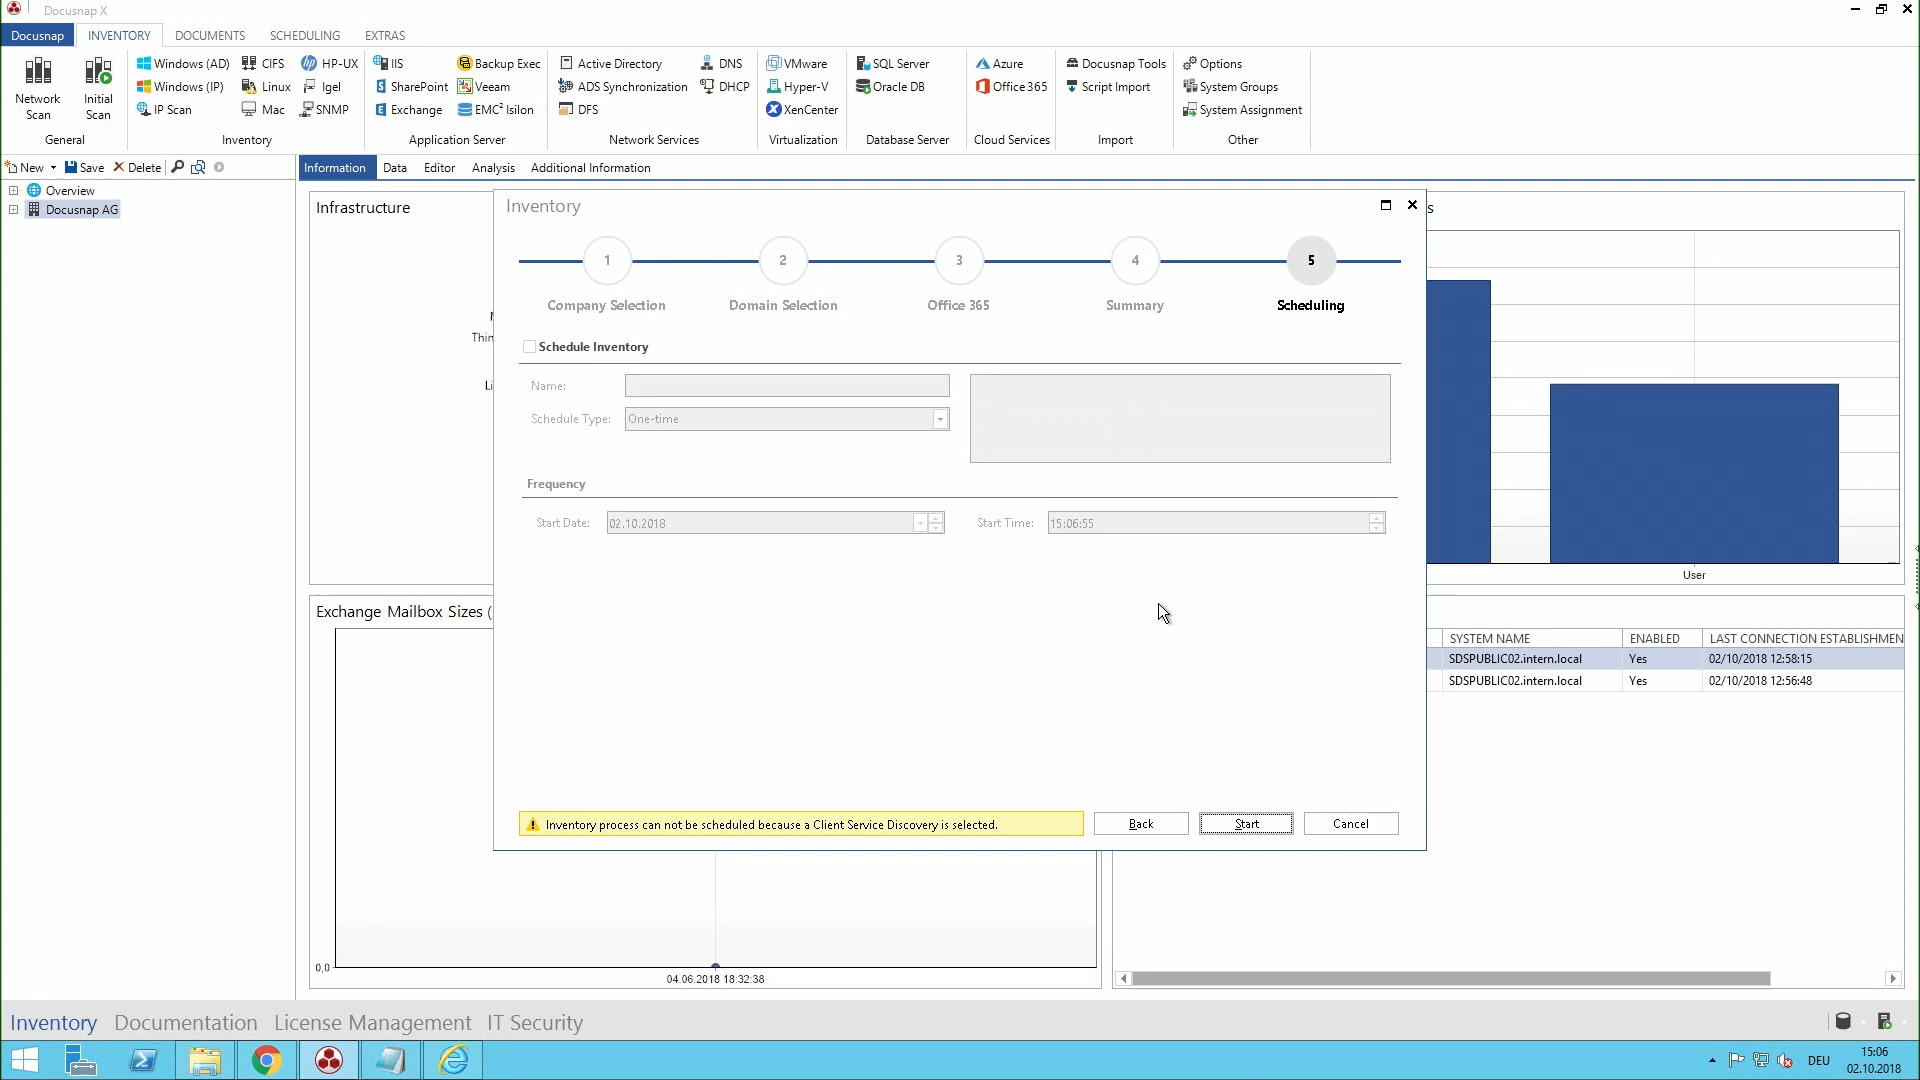 Docusnap X
Docusnap INVENTORY DOCUMENTS SCHEDULING EXTRAS
Network Scan
Initial Scan
General
Windows (AD) CIFS HP-UX
Windows (IP) Linux Igel
IP Scan Mac SNMP
Inventory
IIS Backup Exec
SharePoint Veeam
Exchange EMC² Isilon
Application Server
Active Directory DNS
ADS Synchronization DHCP
DFS
Network Services
VMware
Hyper-V
XenCenter
Virtualization
SQL Server
Oracle DB
Database Server
Azure
Office 365
Cloud Services
Docusnap Tools
Script Import
Import
Options
System Groups
System Assignment
Other
New Save Delete
Overview
Docusnap AG
Information Data Editor Analysis Additional Information
Infrastructure
Thin
Li
Inventory
1 2 3 4 5
Company Selection Domain Selection Office 365 Summary Scheduling
Schedule Inventory
Name:
Schedule Type: One-time
Frequency
Start Date: 02.10.2018 Start Time: 15:06:55
Inventory process can not be scheduled because a Client Service Discovery is selected.
Back Start Cancel
s
User
Exchange Mailbox Sizes (
0,0
04.06.2018 18:32:38
SYSTEM NAME ENABLED LAST CONNECTION ESTABLISHMEN
SDSPUBLIC02.intern.local Yes 02/10/2018 12:58:15
SDSPUBLIC02.intern.local Yes 02/10/2018 12:56:48
Inventory Documentation License Management IT Security
DEU
15:06
02.10.2018